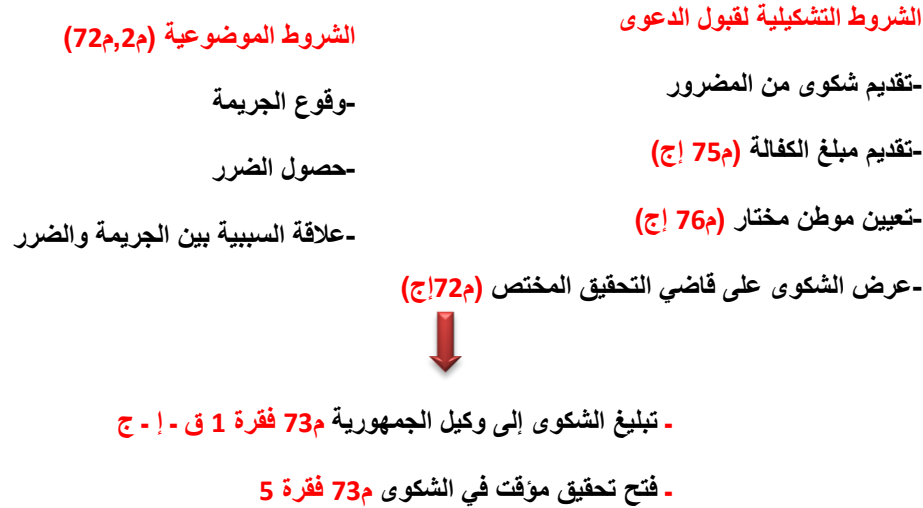 الشروط التشكيلية لقبول الدعوى
-تقديم شكوى من المضرور
-تقديم مبلغ الكفالة (م75 إج)
-تعيين موطن مختار (م76 إج)
-عرض الشكوى على قاضي التحقيق المختص (م72إج)
الشروط الموضوعية (م2,م72)
-وقوع الجريمة
-حصول الضرر
-علاقة السببية بين الجريمة والضرر
- تبليغ الشكوى إلى وكيل الجمهورية م73 فقرة 1 ق - إ - ج
- فتح تحقيق مؤقت في الشكوى م73 فقرة 5